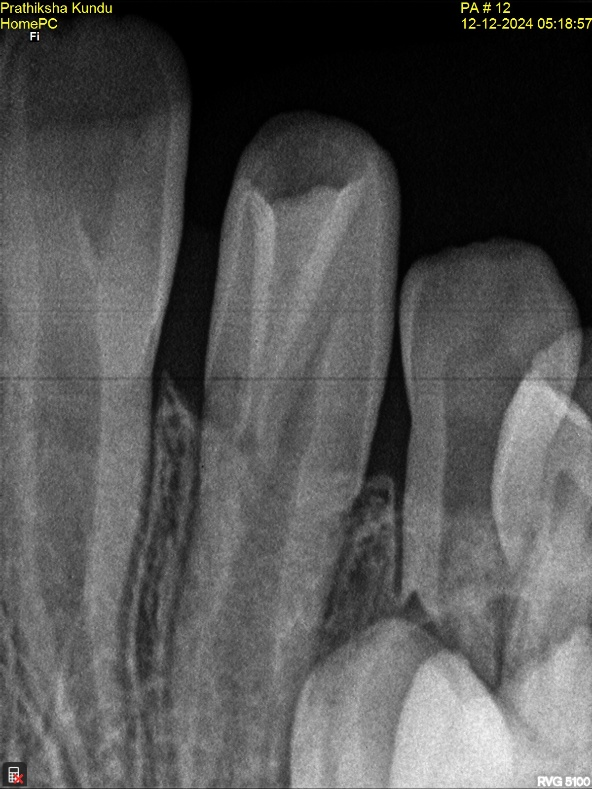 Prathiksha Kundu
HomePC
Fi
PA # 12
12-12-2024 05:18:57
RVG 5100